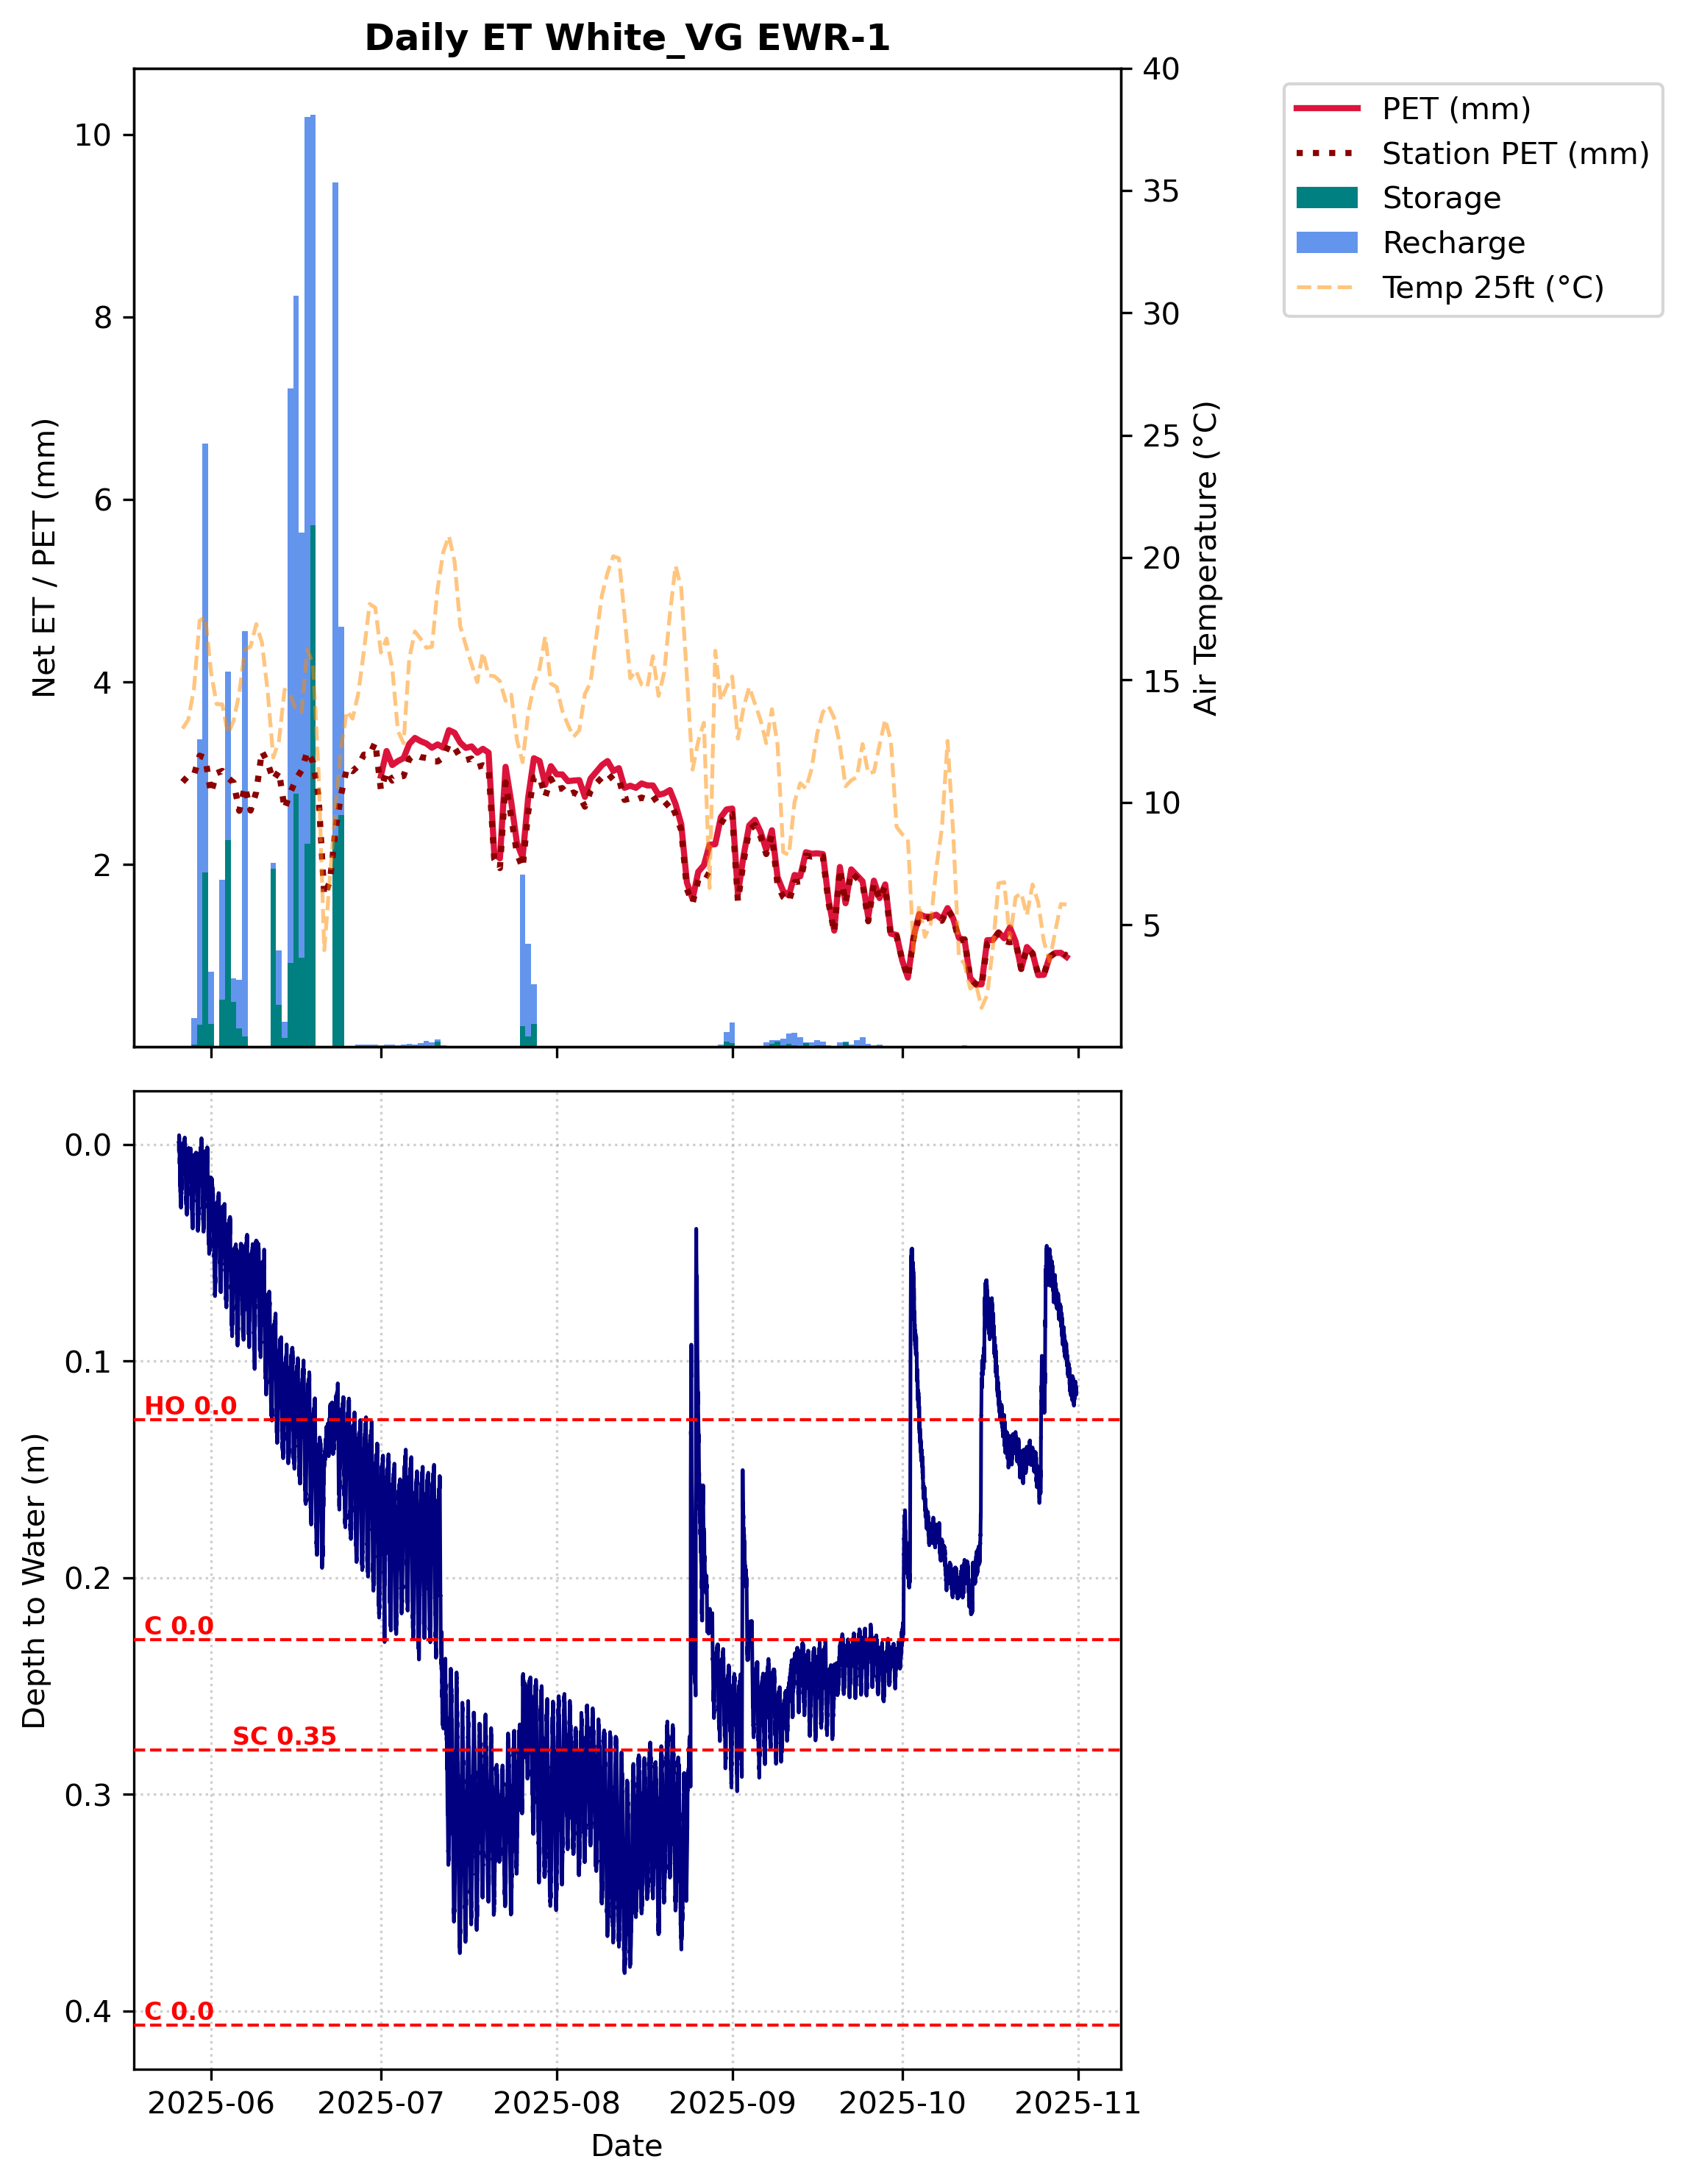 Daily ET White_VG EWR-1
Net ET / PET (mm)
10
8
6
4
2
Air Temperature (°C)
40
35
30
25
20
15
10
5
PET (mm)
Station PET (mm)
Storage
Recharge
Temp 25ft (°C)
Depth to Water (m)
0.0
0.1
0.2
0.3
0.4
HO 0.0
C 0.0
SC 0.35
C 0.0
2025-06 2025-07 2025-08 2025-09 2025-10 2025-11
Date